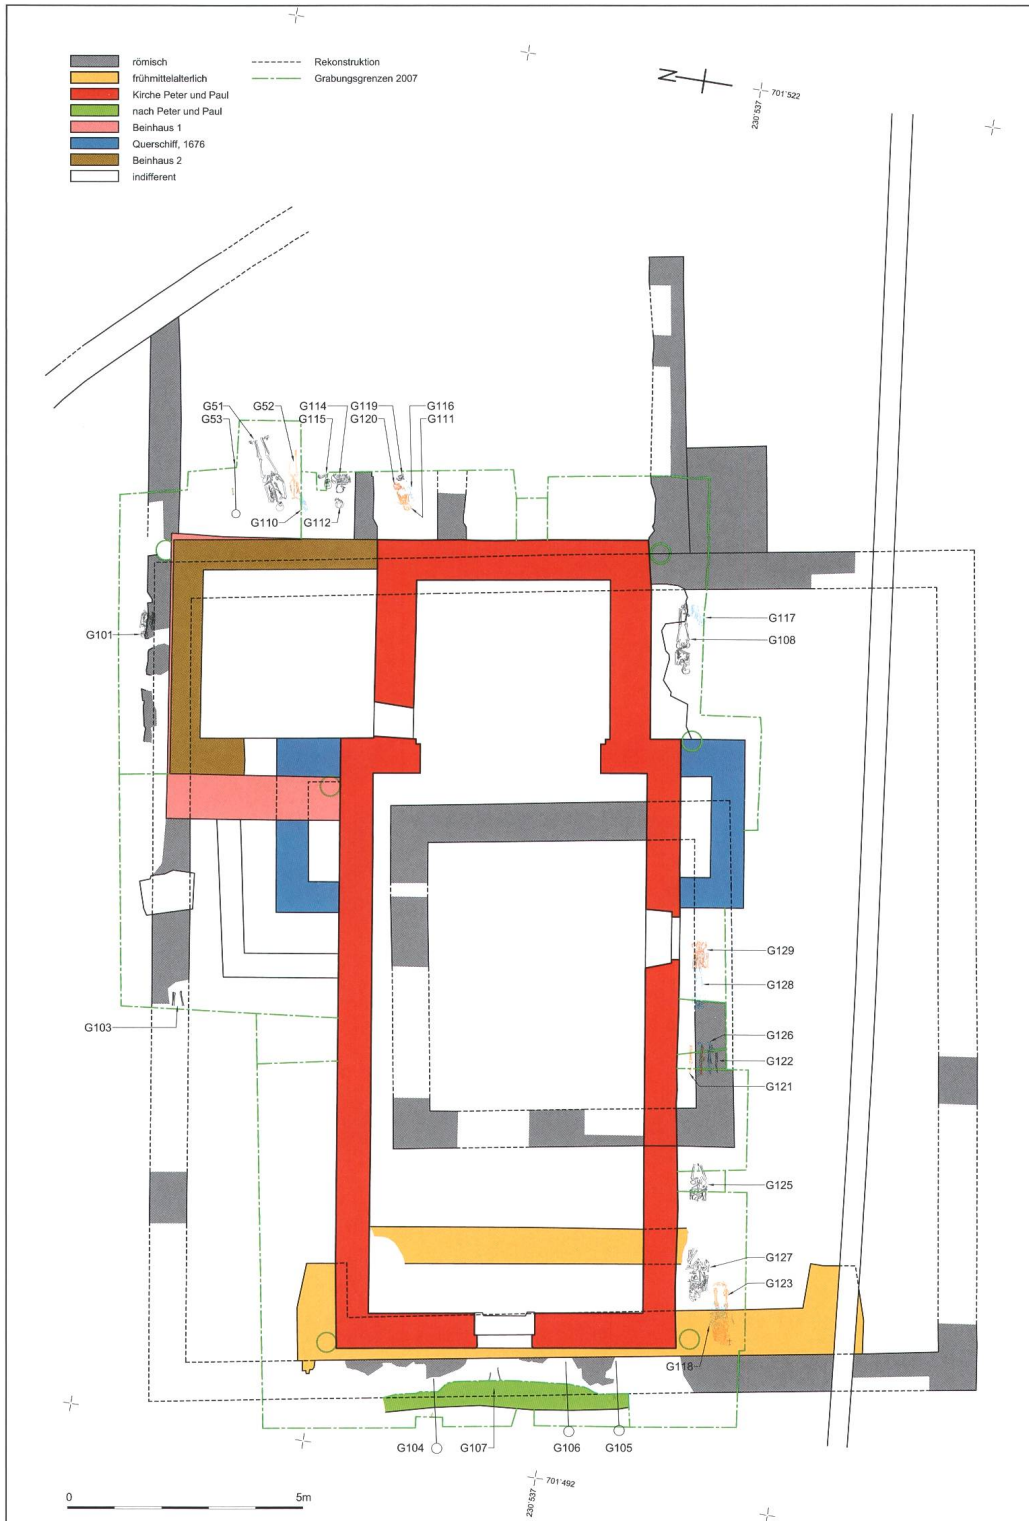 römisch
frühmittelalterlich
Kirche Peter und Paul
nach Peter und Paul
Beinhaus 1
Querschiff, 1676
Beinhaus 2
indifferent
Rekonstruktion
Grabungsgrenzen 2007
N
701'522
230'537
G51
G53
G52
G114
G115
G119
G120
G116
G111
G110
G112
G101
G117
G108
G129
G128
G103
G126
G122
G121
G125
G127
G123
G118
G104
G107
G106
G105
0
5m
701'492
230'537